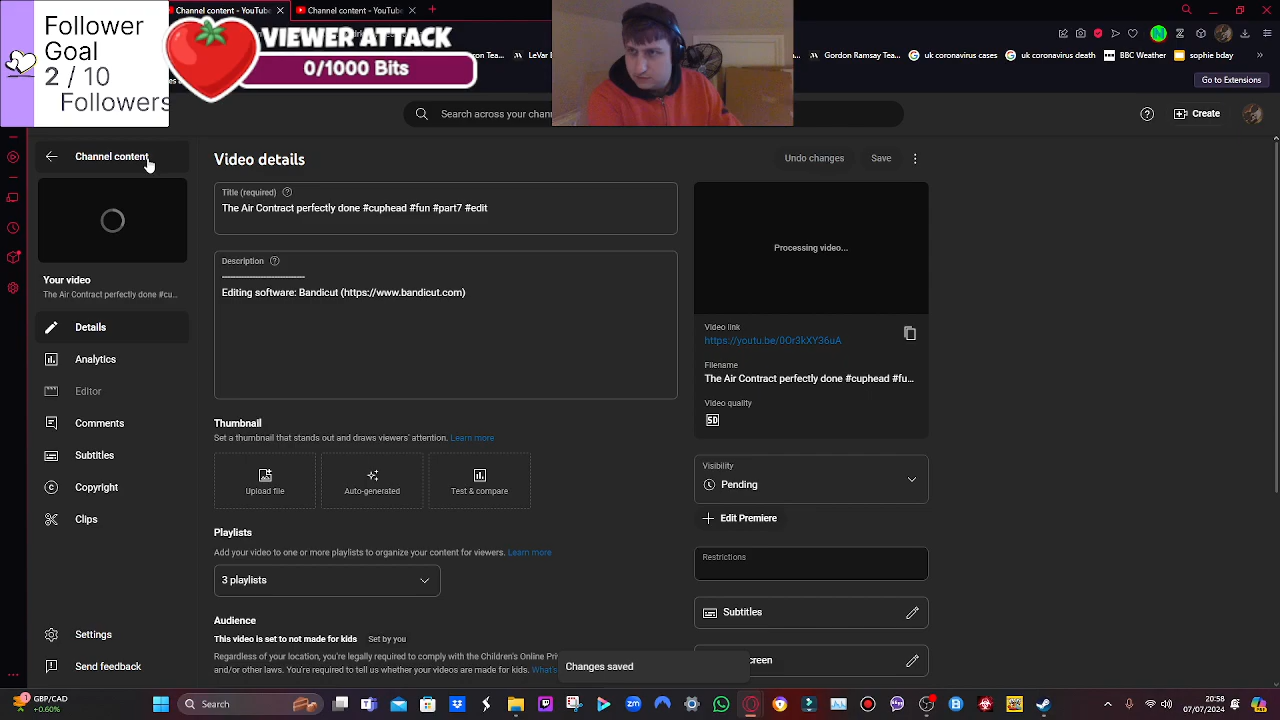 Channel content - YouTube
Channel content - YouTube
Follower
Goal
2 / 10
Followers
VIEWER ATTACK
0/1000 Bits
uk coronavirus cases
BBC Weather
Go to Extensions
Search across your chann
Create
Channel content
Your video
The Air Contract perfectly done #cu...
Details
Analytics
Editor
Comments
Subtitles
Copyright
Clips
Settings
Send feedback
Video details
Undo changes
Save
Title (required)
The Air Contract perfectly done #cuphead #fun #part7 #edit
Description
-----------------------------------
Editing software: Bandicut (https://www.bandicut.com)
Thumbnail
Set a thumbnail that stands out and draws viewers' attention. Learn more
Upload file
Auto-generated
Test & compare
Playlists
Add your video to one or more playlists to organize your content for viewers. Learn more
3 playlists
Audience
This video is set to not made for kids Set by you
Regardless of your location, you're legally required to comply with the Children's Online Pri
and/or other laws. You're required to tell us whether your videos are made for kids. What's
Processing video...
Video link
https://youtu.be/0Or3kXY36uA
Filename
The Air Contract perfectly done #cuphead #fu...
Video quality
SD
Visibility
Pending
Edit Premiere
Restrictions
Subtitles
creen
Changes saved
GBP/CAD
+0.60%
Search
20:58
07/07/2024